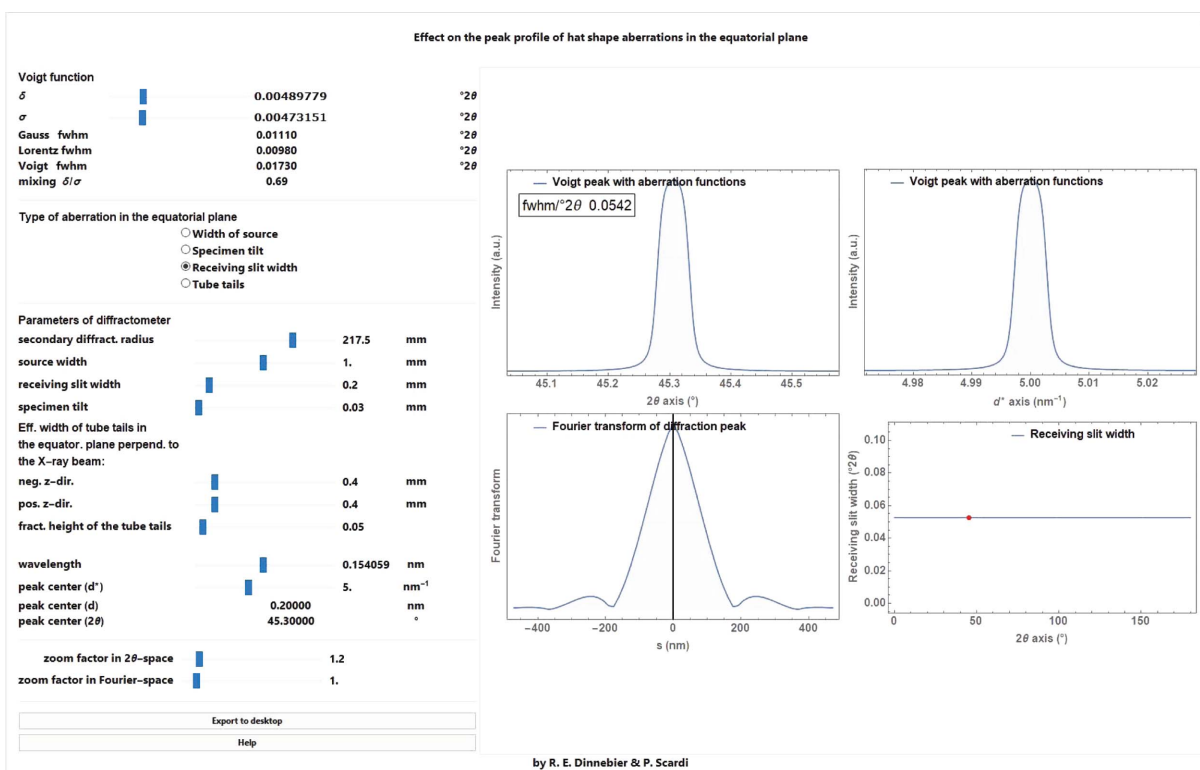 Effect on the peak profile of hat shape aberrations in the equatorial plane
Voigt function
δ 0.00489779 °2θ
σ 0.00473151 °2θ
Gauss fwhm 0.01110 °2θ
Lorentz fwhm 0.00980 °2θ
Voigt fwhm 0.01730 °2θ
mixing δ/σ 0.69
Type of aberration in the equatorial plane
Width of source
Specimen tilt
Receiving slit width
Tube tails
Parameters of diffractometer
secondary diffract. radius 217.5 mm
source width 1. mm
receiving slit width 0.2 mm
specimen tilt 0.03 mm
Eff. width of tube tails in
the equator. plane perpend. to
the X-ray beam:
neg. z-dir. 0.4 mm
pos. z-dir. 0.4 mm
fract. height of the tube tails 0.05
wavelength 0.154059 nm
peak center (d*) 5. nm⁻¹
peak center (d) 0.20000 nm
peak center (2θ) 45.30000 °
zoom factor in 2θ-space 1.2
zoom factor in Fourier-space 1.
Export to desktop
Help
Voigt peak with aberration functions
fwhm/°2θ 0.0542
Intensity (a.u.)
45.1 45.2 45.3 45.4 45.5
2θ axis (°)
Voigt peak with aberration functions
Intensity (a.u.)
4.98 4.99 5.00 5.01 5.02
d* axis (nm⁻¹)
Fourier transform of diffraction peak
Fourier transform
−400 −200 0 200 400
s (nm)
Receiving slit width
Receiving slit width (°2θ)
0.10
0.08
0.06
0.04
0.02
0.00
0 50 100 150
2θ axis (°)
by R. E. Dinnebier & P. Scardi